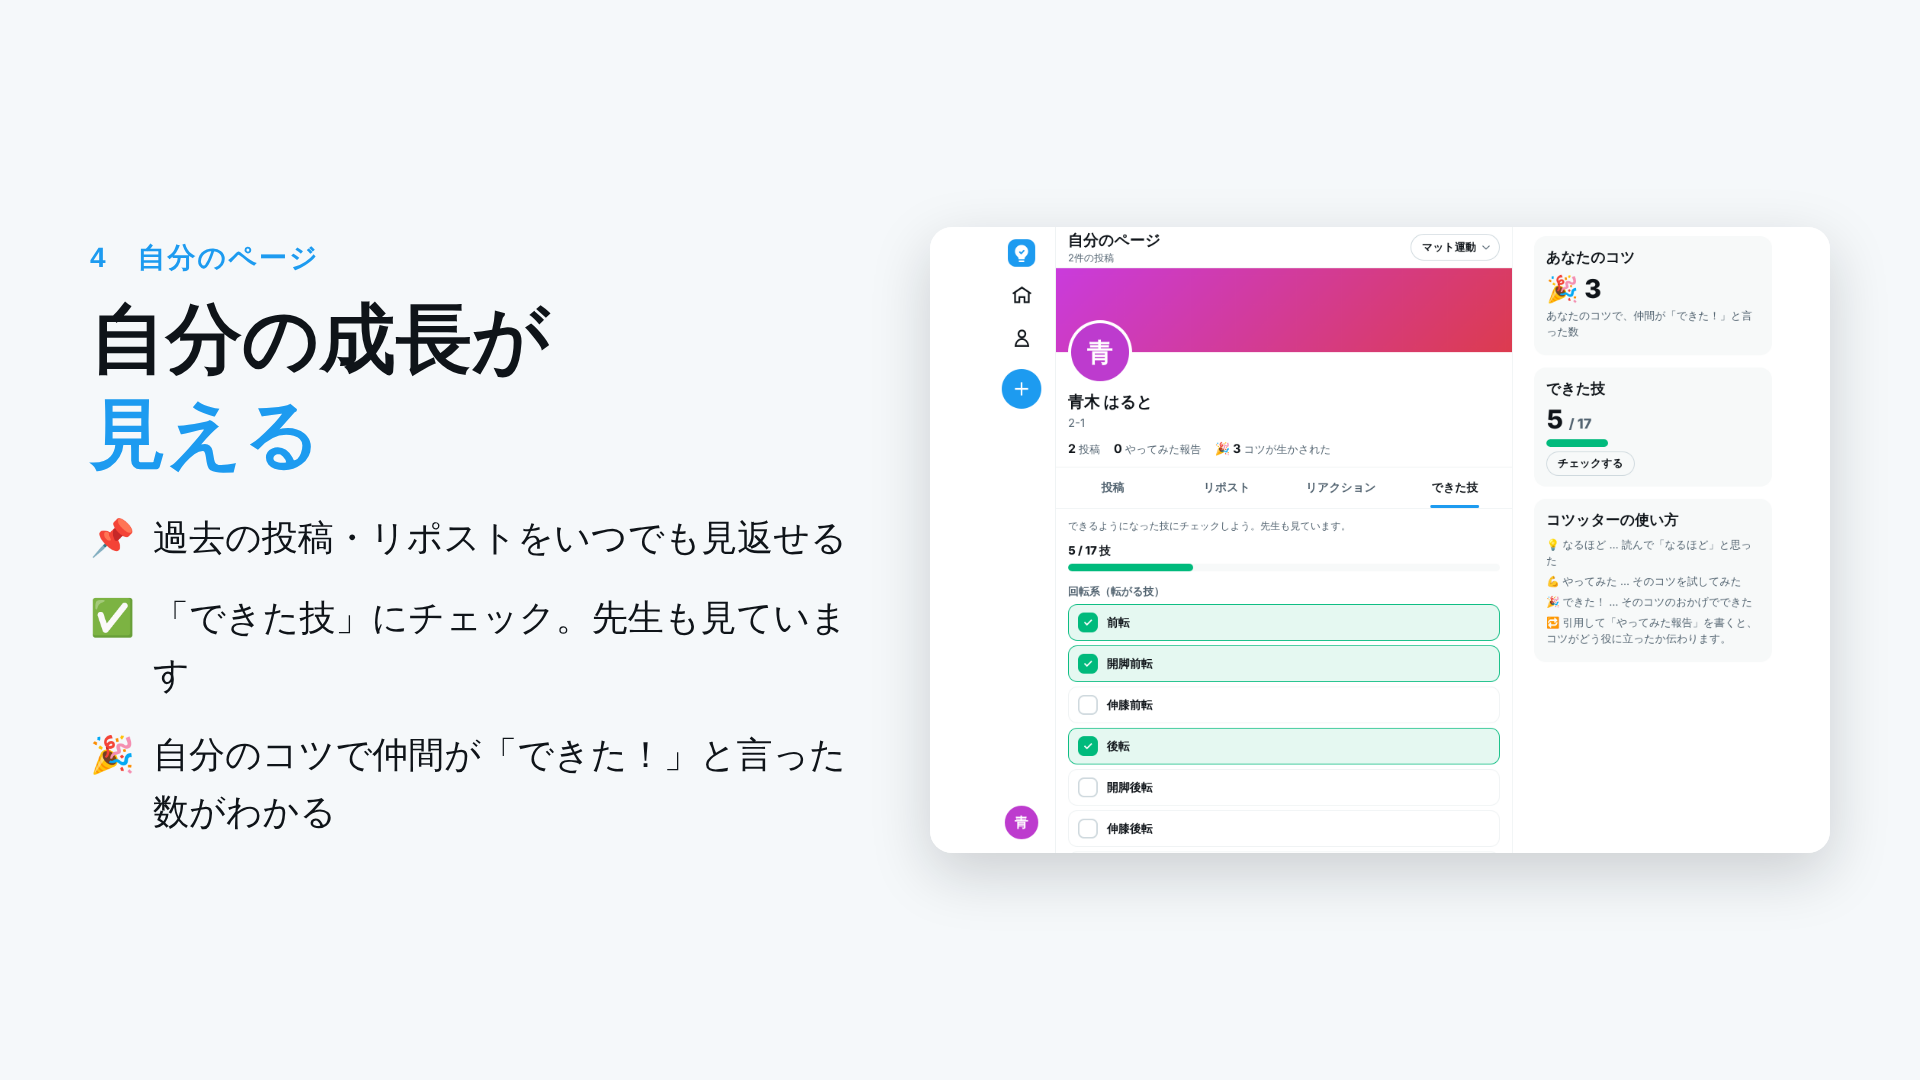 4 自分のページ
自分の成長が
見える
📌 過去の投稿・リポストをいつでも見返せる
✅ 「できた技」にチェック。先生も見ていま
す
🎉 自分のコツで仲間が「できた！」と言った
数がわかる
自分のページ
2件の投稿
マット運動
青
青木 はると
2-1
2 投稿 0 やってみた報告 🎉 3 コツが生かされた
投稿 リポスト リアクション できた技
できるようになった技にチェックしよう。先生も見ています。
5 / 17 技
回転系（転がる技）
前転
開脚前転
伸膝前転
後転
開脚後転
伸膝後転
青
あなたのコツ
🎉 3
あなたのコツで、仲間が「できた！」と言
った数
できた技
5 / 17
チェックする
コツッターの使い方
💡 なるほど … 読んで「なるほど」と思っ
た
💪 やってみた … そのコツを試してみた
🎉 できた！ … そのコツのおかげでできた
🔁 引用して「やってみた報告」を書くと、
コツがどう役に立ったか伝わります。